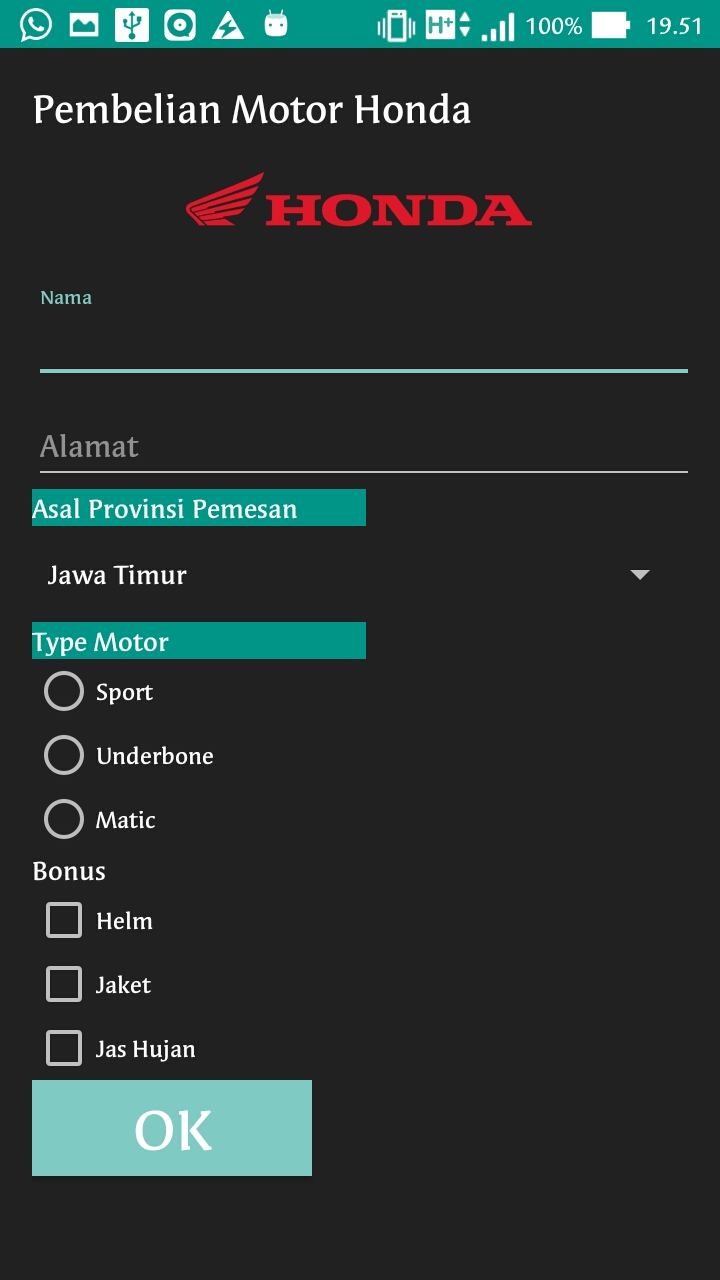 H+ 100% 19.51
Pembelian Motor Honda
HONDA
Nama
Alamat
Asal Provinsi Pemesan
Jawa Timur
Type Motor
Sport
Underbone
Matic
Bonus
Helm
Jaket
Jas Hujan
OK